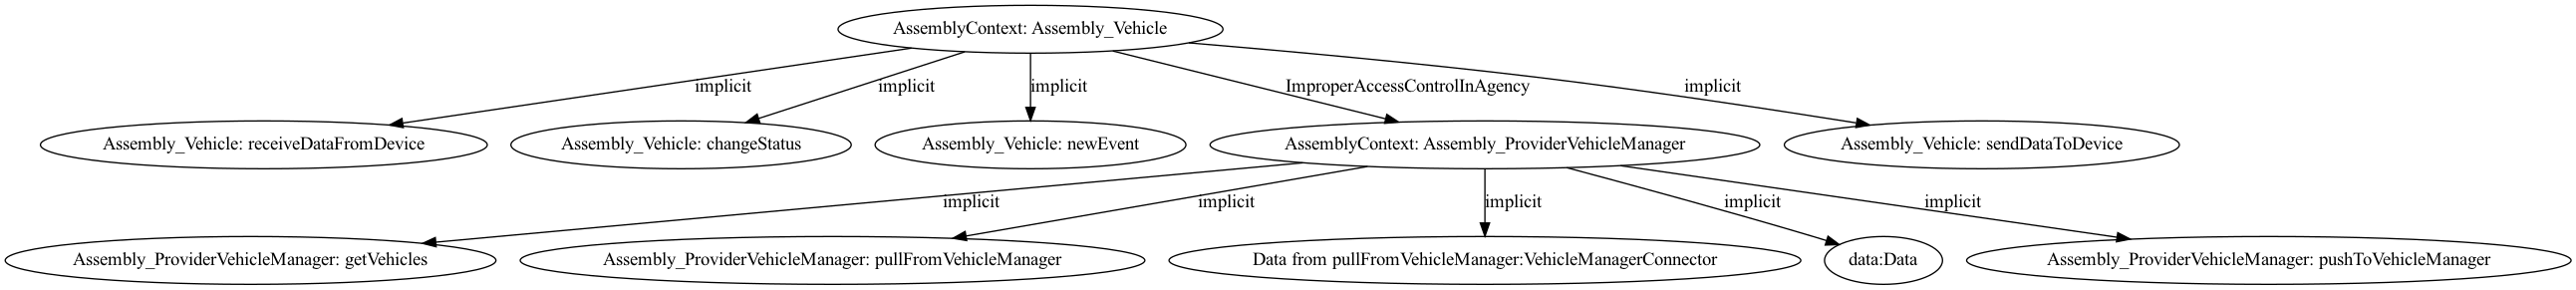 AssemblyContext: Assembly_Vehicle
implicit
implicit
implicit
ImproperAccessControlInAgency
implicit
Assembly_Vehicle: receiveDataFromDevice
Assembly_Vehicle: changeStatus
Assembly_Vehicle: newEvent
AssemblyContext: Assembly_ProviderVehicleManager
Assembly_Vehicle: sendDataToDevice
implicit
implicit
implicit
implicit
implicit
Assembly_ProviderVehicleManager: getVehicles
Assembly_ProviderVehicleManager: pullFromVehicleManager
Data from pullFromVehicleManager:VehicleManagerConnector
data:Data
Assembly_ProviderVehicleManager: pushToVehicleManager